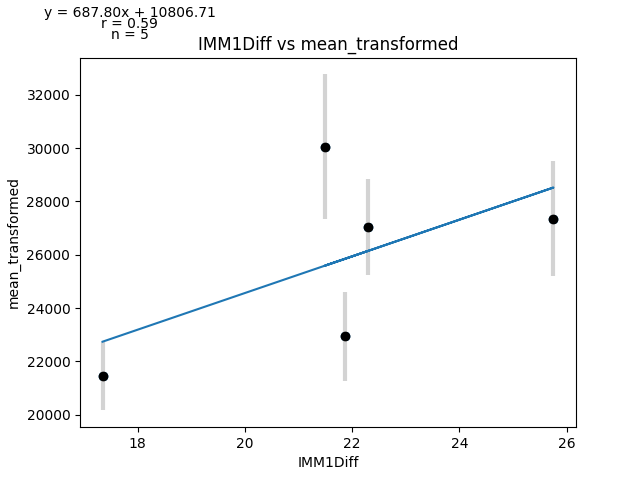 y = 687.80x + 10806.71
r = 0.59
n = 5
IMM1Diff vs mean_transformed
32000
30000
28000
26000
24000
22000
20000
mean_transformed
18
20
22
24
26
IMM1Diff